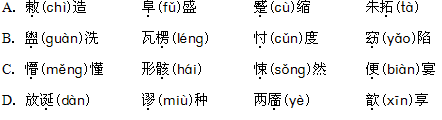 A. 敕(chì)造 阜(fǔ)盛 蹙(cù)缩 朱拓(tà)
B. 盥(guàn)洗 瓦楞(léng) 忖(cǔn)度 窈(yǎo)陷
C. 懵(měng)懂 形骸(hái) 悚(sǒng)然 便(biàn)宴
D. 放诞(dàn) 谬(miù)种 两靥(yè) 歆(xīn)享